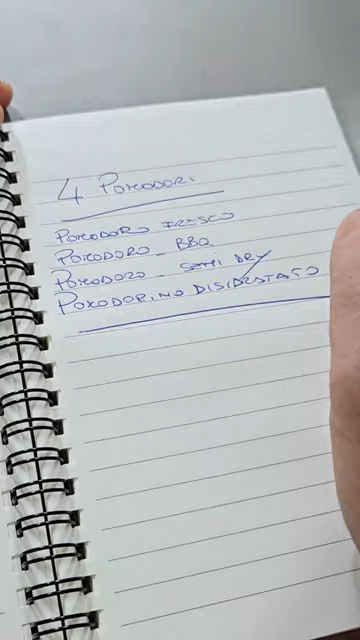 4 POMODORI
POMODORO FRESCO
POMODORO - BBQ
POMODORO - SEMI DRY
POMODORINO DISIDRATATO